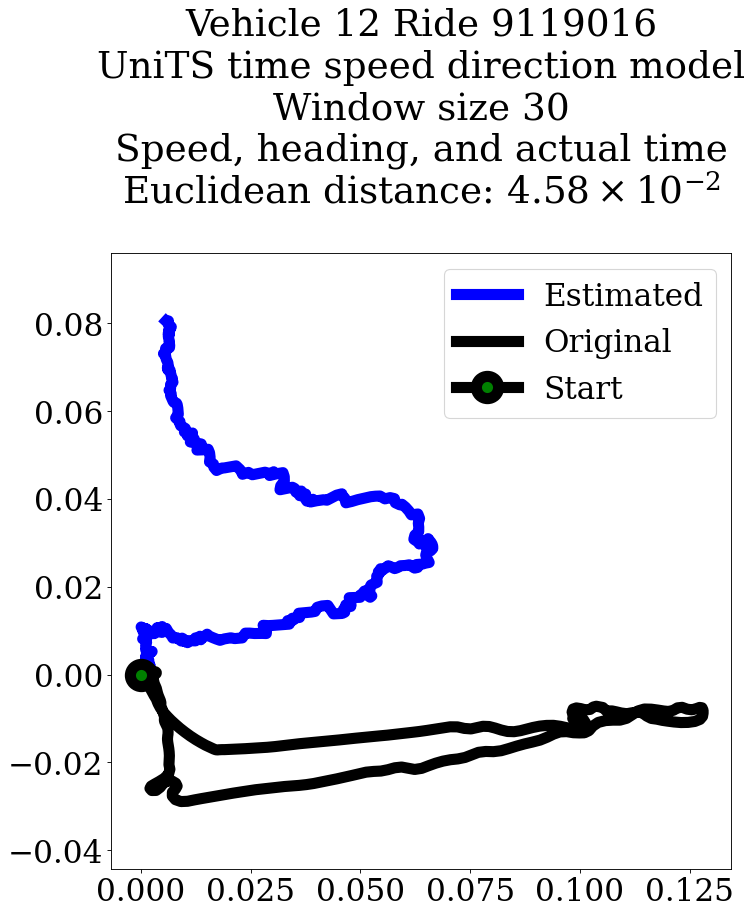 Vehicle 12 Ride 9119016
UniTS time speed direction model
Window size 30
Speed, heading, and actual time
Euclidean distance: 4.58 × 10⁻²
Estimated
Original
Start
0.08
0.06
0.04
0.02
0.00
−0.02
−0.04
0.000 0.025 0.050 0.075 0.100 0.125